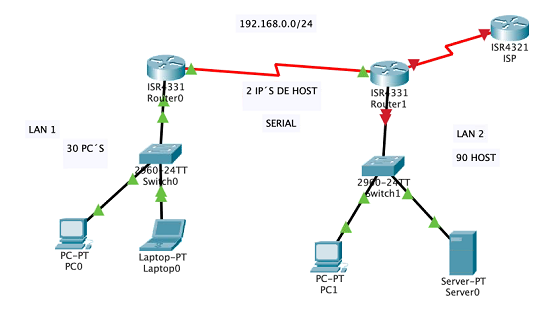 192.168.0.0/24
ISR4321
ISP
ISR4331
Router0
2 IP´S DE HOST
ISR4331
Router1
SERIAL
LAN 1
30 PC´S
LAN 2
90 HOST
2960-24TT
Switch0
2960-24TT
Switch1
PC-PT
PC0
Laptop-PT
Laptop0
PC-PT
PC1
Server-PT
Server0